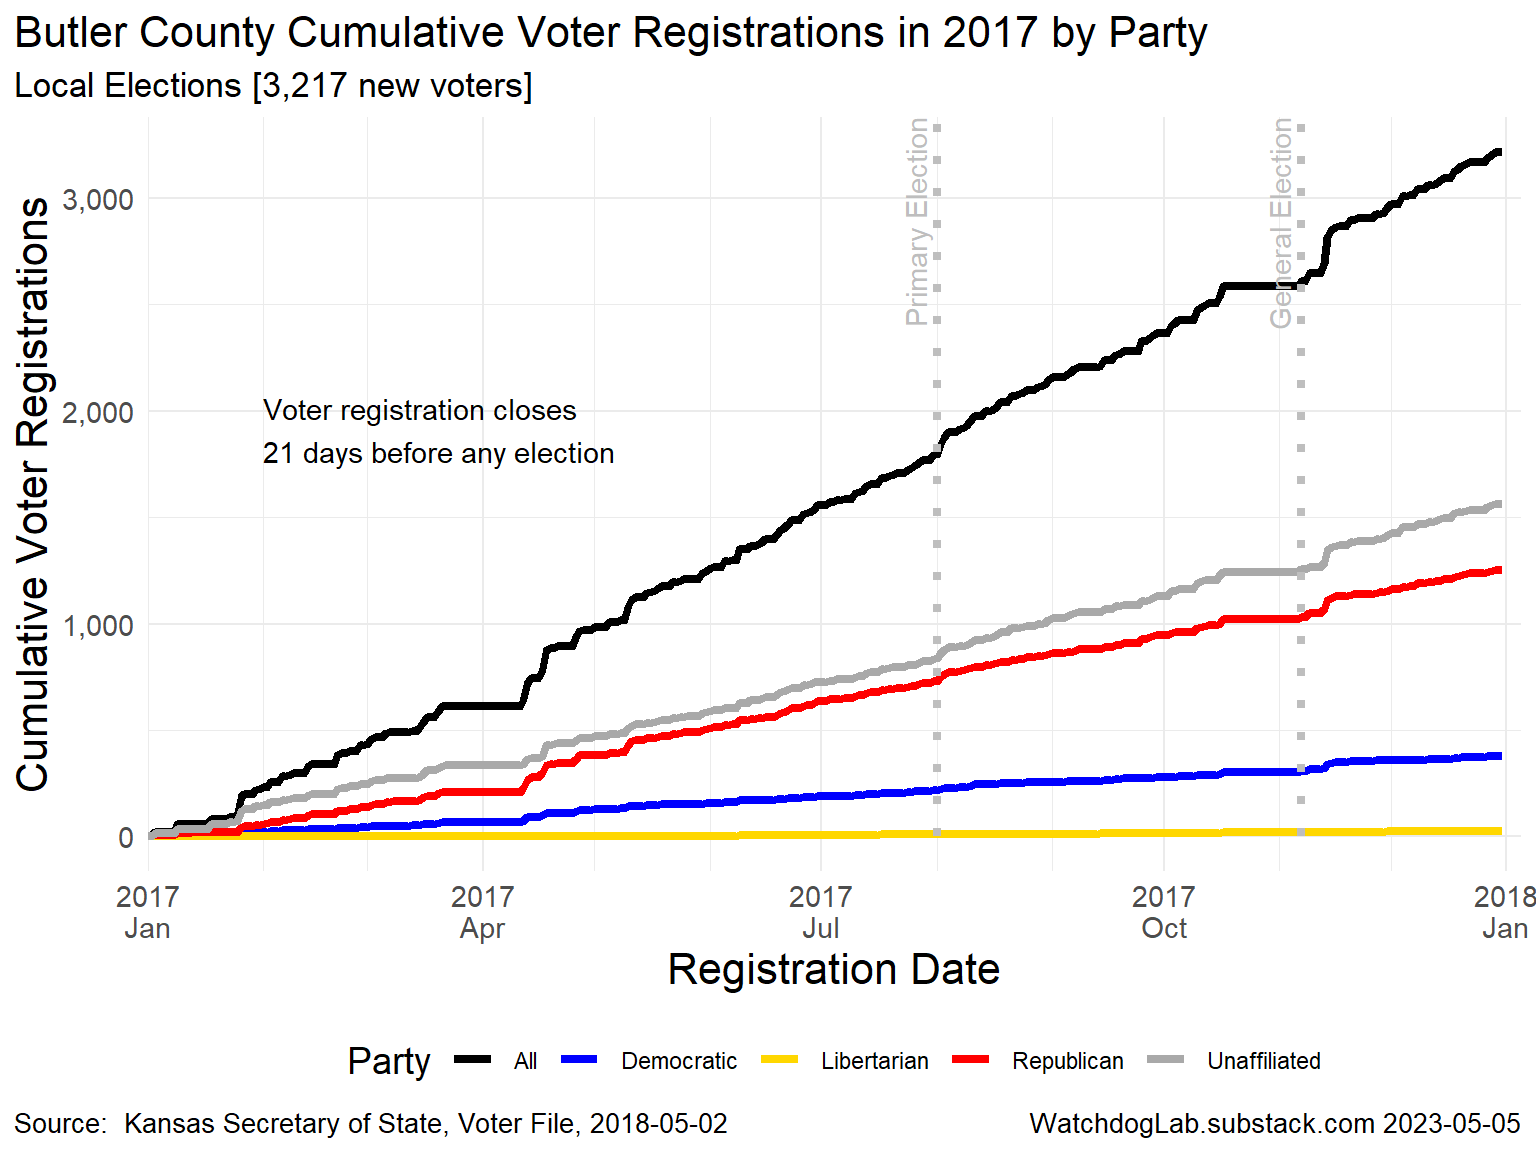 Butler County Cumulative Voter Registrations in 2017 by Party
Local Elections [3,217 new voters]
Cumulative Voter Registrations
3,000
2,000
1,000
0
Primary Election
General Election
Voter registration closes
21 days before any election
2017
Jan
2017
Apr
2017
Jul
2017
Oct
2018
Jan
Registration Date
Party
All
Democratic
Libertarian
Republican
Unaffiliated
Source:  Kansas Secretary of State, Voter File, 2018-05-02
WatchdogLab.substack.com 2023-05-05